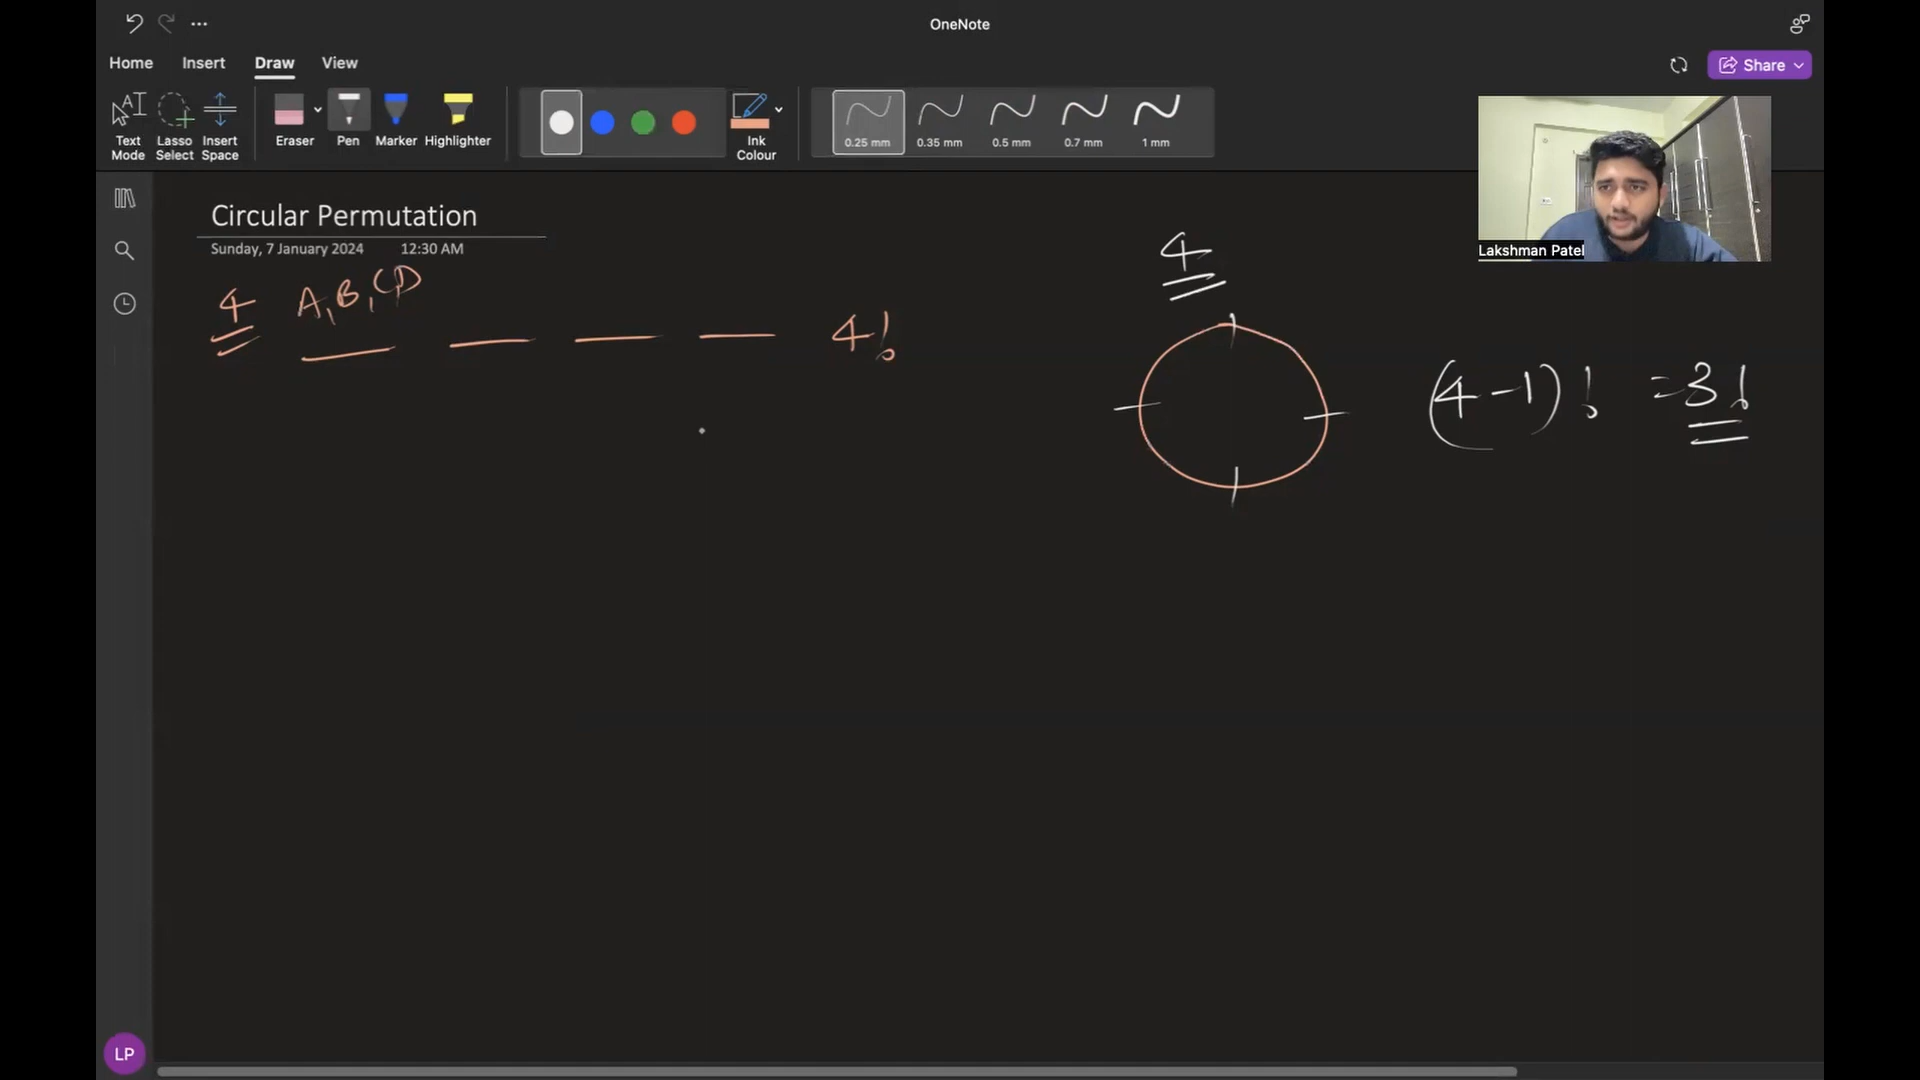 OneNote
Home Insert Draw View
Share
Text Mode
Lasso Select
Insert Space
Eraser
Pen
Marker
Highlighter
Ink Colour
0.25 mm
0.35 mm
0.5 mm
0.7 mm
1 mm
Lakshman Patel
Circular Permutation
Sunday, 7 January 2024 12:30 AM
4 A, B, C, D
4!
4
(4-1)! = 3!
LP